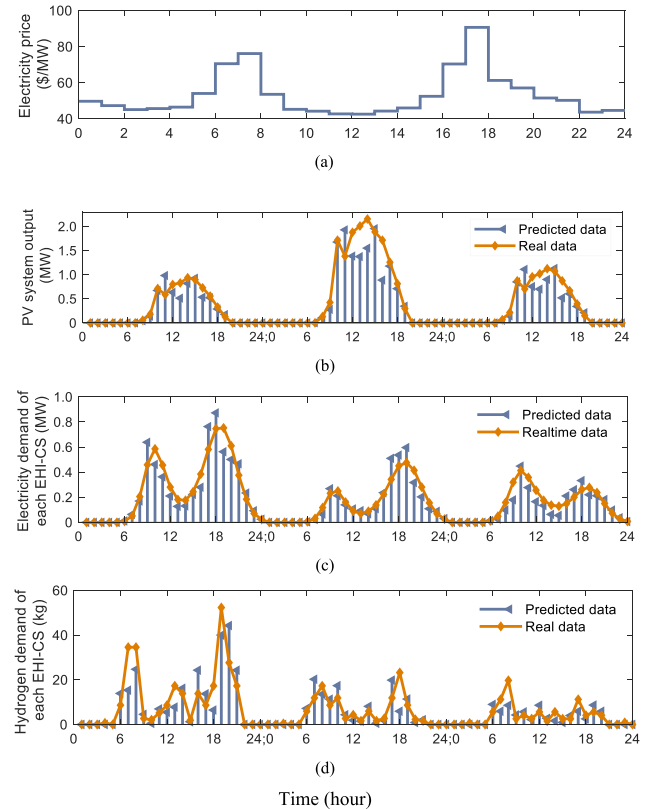 Electricity price
($/MW)
100
80
60
40
0 2 4 6 8 10 12 14 16 18 20 22 24
(a)
PV system output
(MW)
2.0
1.5
1.0
0.5
0
Predicted data
Real data
6 12 18 24;0 6 12 18 24;0 6 12 18 24
(b)
Electricity demand of
each EHI-CS (MW)
1.0
0.8
0.6
0.4
0.2
0
Predicted data
Realtime data
6 12 18 24;0 6 12 18 24;0 6 12 18 24
(c)
Hydrogen demand of
each EHI-CS (kg)
60
40
20
0
Predicted data
Real data
0 6 12 18 24;0 6 12 18 24;0 6 12 18 24
(d)
Time (hour)